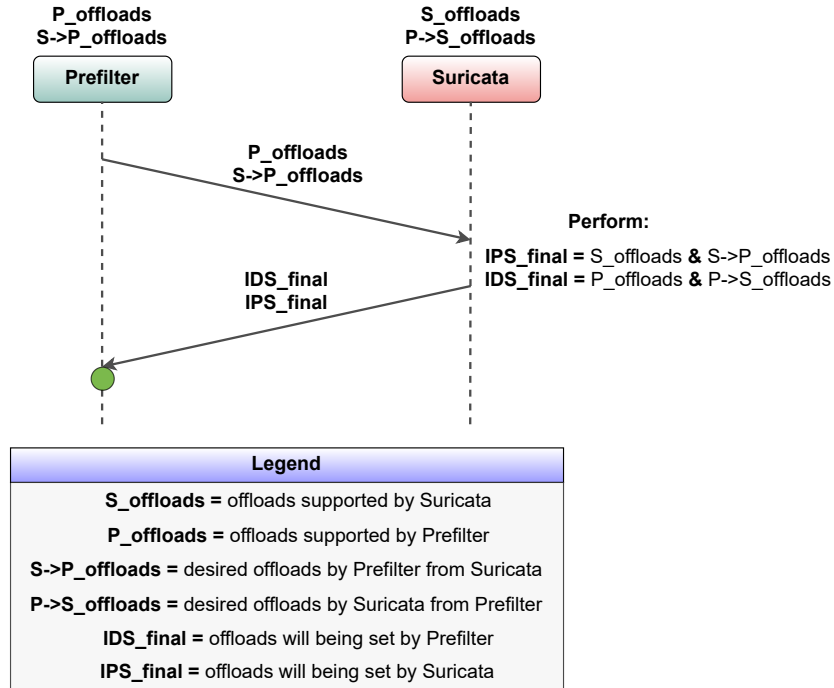 P_offloads
S->P_offloads
S_offloads
P->S_offloads
Prefilter
Suricata
P_offloads
S->P_offloads
Perform:
IPS_final = S_offloads & S->P_offloads
IDS_final = P_offloads & P->S_offloads
IDS_final
IPS_final
Legend
S_offloads = offloads supported by Suricata
P_offloads = offloads supported by Prefilter
S->P_offloads = desired offloads by Prefilter from Suricata
P->S_offloads = desired offloads by Suricata from Prefilter
IDS_final = offloads will being set by Prefilter
IPS_final = offloads will being set by Suricata